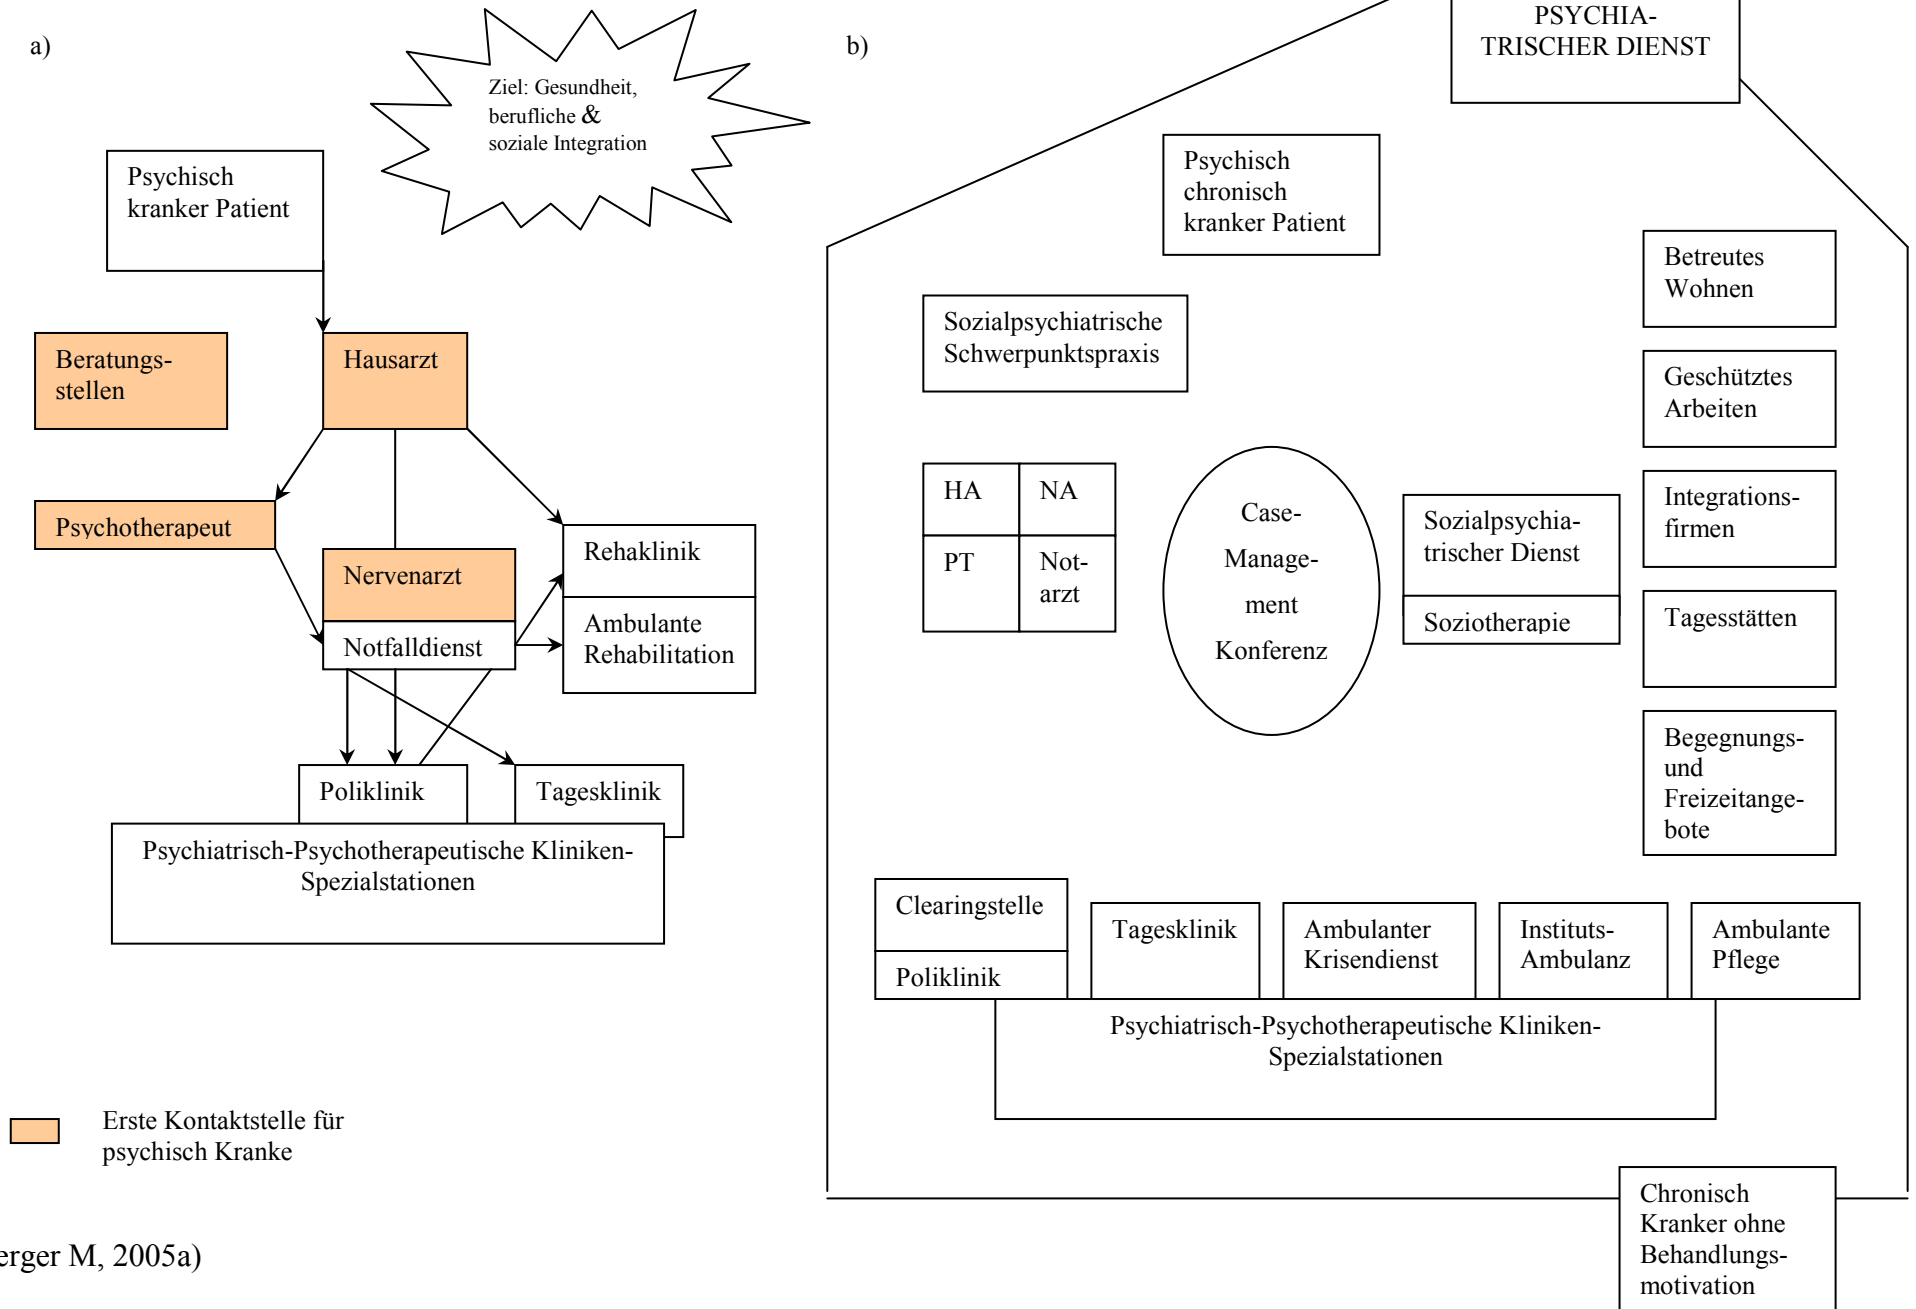 a)
Ziel: Gesundheit,
berufliche &
soziale Integration
Psychisch
kranker Patient
Beratungs-
stellen
Hausarzt
Psychotherapeut
Nervenarzt
Notfalldienst
Rehaklinik
Ambulante
Rehabilitation
Poliklinik
Tagesklinik
Psychiatrisch-Psychotherapeutische Kliniken-
Spezialstationen
Erste Kontaktstelle für
psychisch Kranke
erger M, 2005a)
b)
PSYCHIA-
TRISCHER DIENST
Psychisch
chronisch
kranker Patient
Sozialpsychiatrische
Schwerpunktspraxis
HA
NA
PT
Not-
arzt
Case-
Manage-
ment
Konferenz
Sozialpsychia-
trischer Dienst
Soziotherapie
Betreutes
Wohnen
Geschütztes
Arbeiten
Integrations-
firmen
Tagesstätten
Begegnungs-
und
Freizeitange-
bote
Clearingstelle
Poliklinik
Tagesklinik
Ambulanter
Krisendienst
Instituts-
Ambulanz
Ambulante
Pflege
Psychiatrisch-Psychotherapeutische Kliniken-
Spezialstationen
Chronisch
Kranker ohne
Behandlungs-
motivation